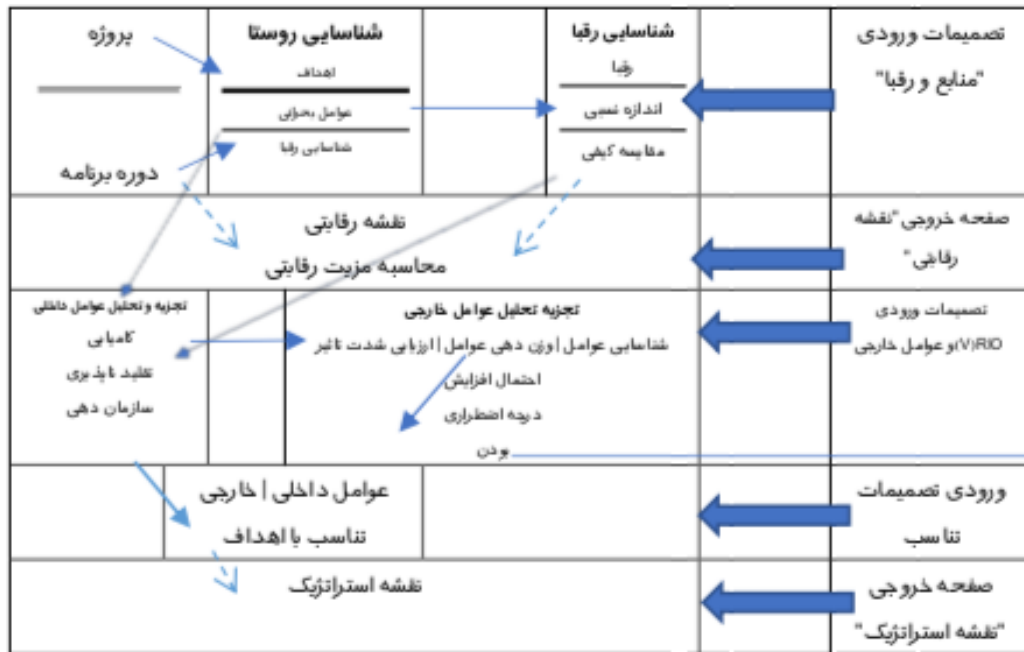 تصمیمات ورودی
"منابع و رقبا"
شناسایی رقبا
رقبا
اندازه نسبی
مقایسه کیفی
شناسایی روستا
اهداف
عوامل بحرانی
شناسایی رقبا
پروژه
دوره برنامه
صفحه خروجی "نقشه
رقابتی"
نقشه رقابتی
محاسبه مزیت رقابتی
تصمیمات ورودی
(V)RIOو عوامل خارجی
تجزیه تحلیل عوامل خارجی
شناسایی عوامل | وزن دهی عوامل | ارزیابی شدت تاثیر
احتمال افزایش
درجه اضطراری
بودن
تجزیه و تحلیل عوامل داخلی
کامیابی
تقلید ناپذیری
سازمان دهی
ورودی تصمیمات
تناسب
عوامل داخلی | خارجی
تناسب با اهداف
صفحه خروجی
"نقشه استراتژیک"
نقشه استراتژیک